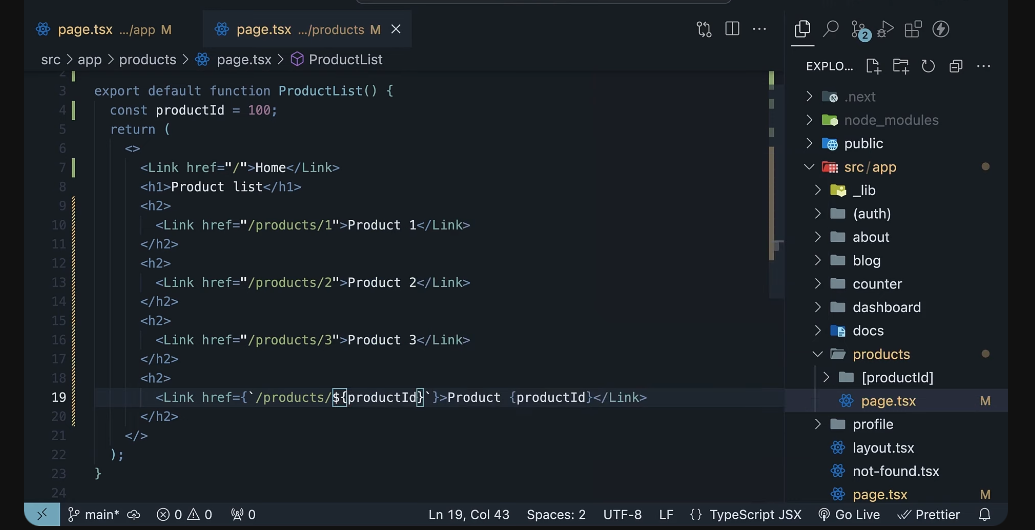 page.tsx .../app M page.tsx .../products M
src > app > products > page.tsx > ProductList
EXPLO...
2
3 export default function ProductList() {
4 const productId = 100;
5 return (
6 <>
7 <Link href="/">Home</Link>
8 <h1>Product list</h1>
9 <h2>
10 <Link href="/products/1">Product 1</Link>
11 </h2>
12 <h2>
13 <Link href="/products/2">Product 2</Link>
14 </h2>
15 <h2>
16 <Link href="/products/3">Product 3</Link>
17 </h2>
18 <h2>
19 <Link href={`/products/${productId}`}>Product {productId}</Link>
20 </h2>
21 </>
22 );
23 }
24
2
.next
node_modules
public
src/app
_lib
(auth)
about
blog
counter
dashboard
docs
products
[productId]
page.tsx M
profile
layout.tsx
not-found.tsx
page.tsx M
main* 0 0 0 Ln 19, Col 43 Spaces: 2 UTF-8 LF {} TypeScript JSX Go Live Prettier